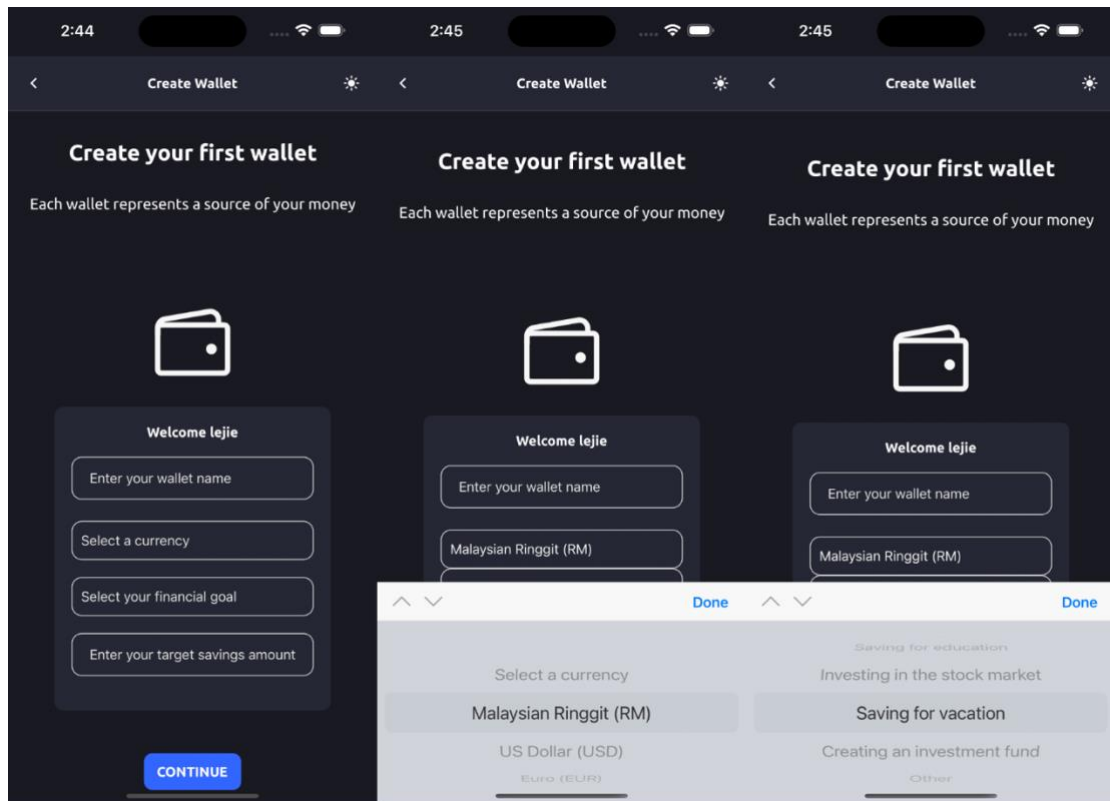 2:44
Create Wallet
Create your first wallet
Each wallet represents a source of your money
Welcome lejie
Enter your wallet name
Select a currency
Select your financial goal
Enter your target savings amount
CONTINUE
2:45
Create Wallet
Create your first wallet
Each wallet represents a source of your money
Welcome lejie
Enter your wallet name
Malaysian Ringgit (RM)
Done
Select a currency
Malaysian Ringgit (RM)
US Dollar (USD)
Euro (EUR)
2:45
Create Wallet
Create your first wallet
Each wallet represents a source of your money
Welcome lejie
Enter your wallet name
Malaysian Ringgit (RM)
Done
Saving for education
Investing in the stock market
Saving for vacation
Creating an investment fund
Other